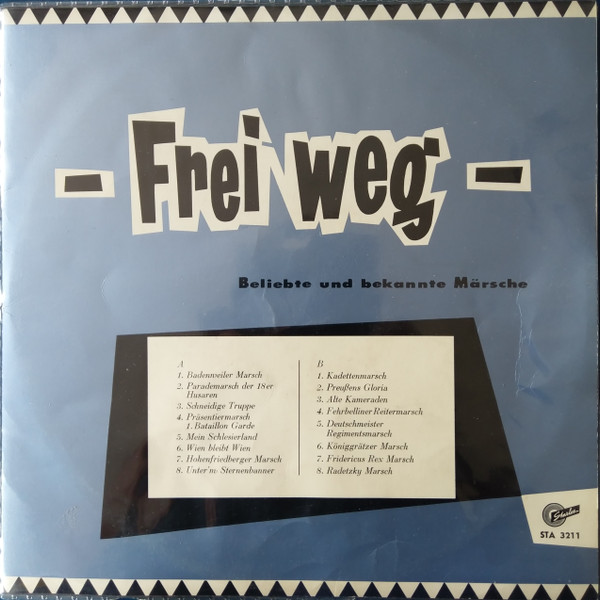 - Frei weg -
Beliebte und bekannte Märsche
A
1. Badenweiler Marsch
2. Parademarsch der 18er
Husaren
3. Schneidige Truppe
4. Präsentiermarsch
1. Bataillon Garde
5. Mein Schlesierland
6. Wien bleibt Wien
7. Hohenfriedberger Marsch
8. Unter'm Sternenbanner
B
1. Kadettenmarsch
2. Preußens Gloria
3. Alte Kameraden
4. Fehrbelliner Reitermarsch
5. Deutschmeister
Regimentsmarsch
6. Königgrätzer Marsch
7. Fridericus Rex Marsch
8. Radetzky Marsch
STA 3211